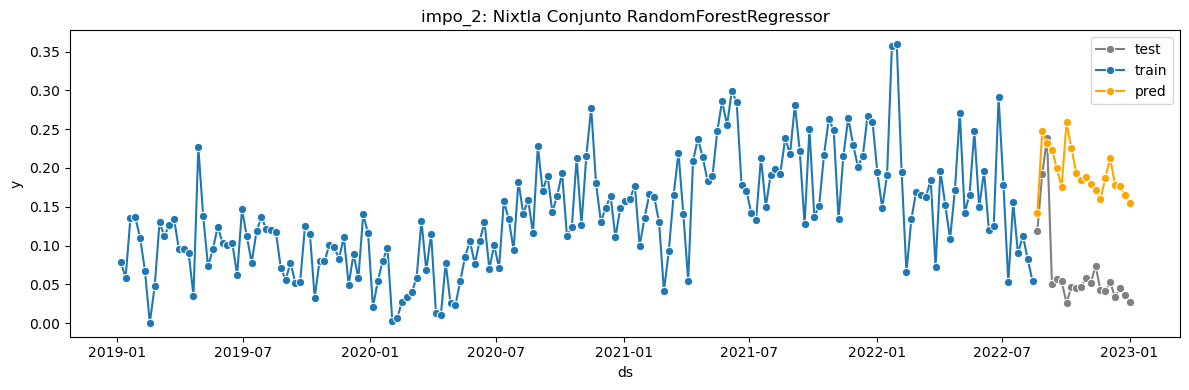 impo_2: Nixtla Conjunto RandomForestRegressor
test
train
pred
y
0.35
0.30
0.25
0.20
0.15
0.10
0.05
0.00
2019-01 2019-07 2020-01 2020-07 2021-01 2021-07 2022-01 2022-07 2023-01
ds